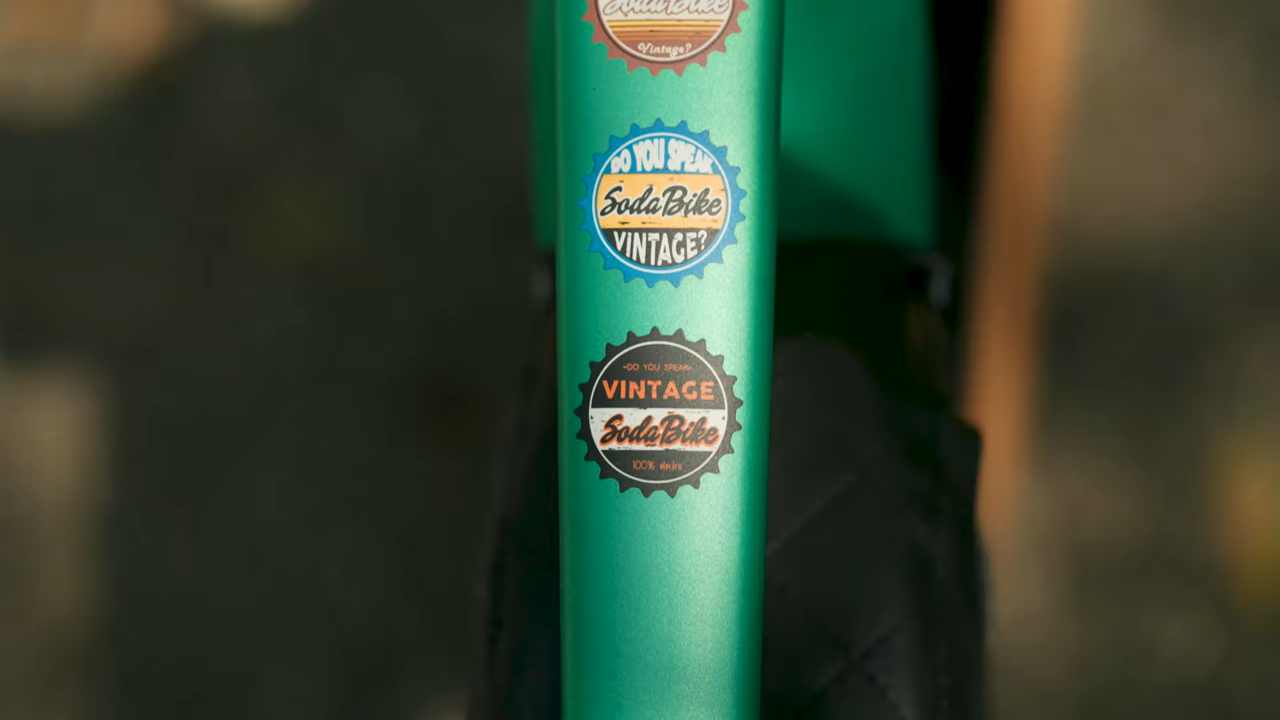 SodaBike
Vintage?
DO YOU SPEAK
SodaBike
VINTAGE?
-DO YOU SPEAK-
VINTAGE
SodaBike
100%